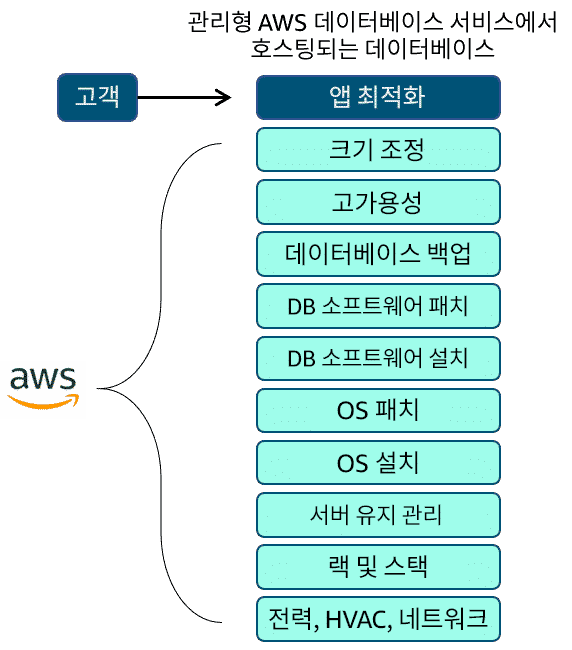 관리형 AWS 데이터베이스 서비스에서
호스팅되는 데이터베이스
고객
앱 최적화
크기 조정
고가용성
데이터베이스 백업
DB 소프트웨어 패치
DB 소프트웨어 설치
aws
OS 패치
OS 설치
서버 유지 관리
랙 및 스택
전력, HVAC, 네트워크